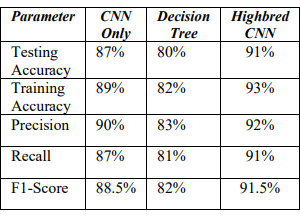 Parameter CNN Only Decision Tree Highbred CNN
Testing Accuracy 87% 80% 91%
Training Accuracy 89% 82% 93%
Precision 90% 83% 92%
Recall 87% 81% 91%
F1-Score 88.5% 82% 91.5%